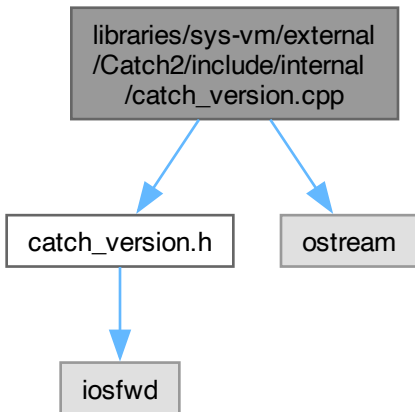 libraries/sys-vm/external
/Catch2/include/internal
/catch_version.cpp
catch_version.h
ostream
iosfwd